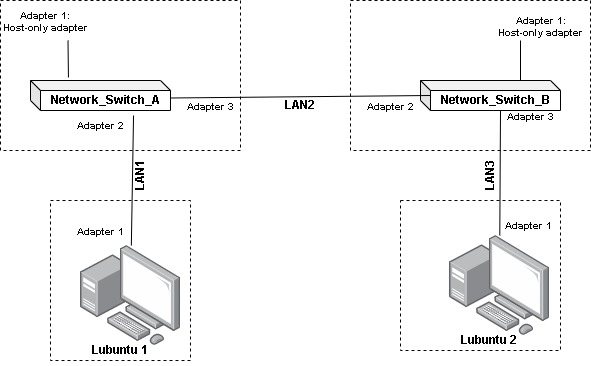 Adapter 1:
Host-only adapter
Adapter 1:
Host-only adapter
Network_Switch_A
Adapter 3
LAN2
Adapter 2
Network_Switch_B
Adapter 2
Adapter 3
LAN1
LAN3
Adapter 1
Adapter 1
Lubuntu 1
Lubuntu 2